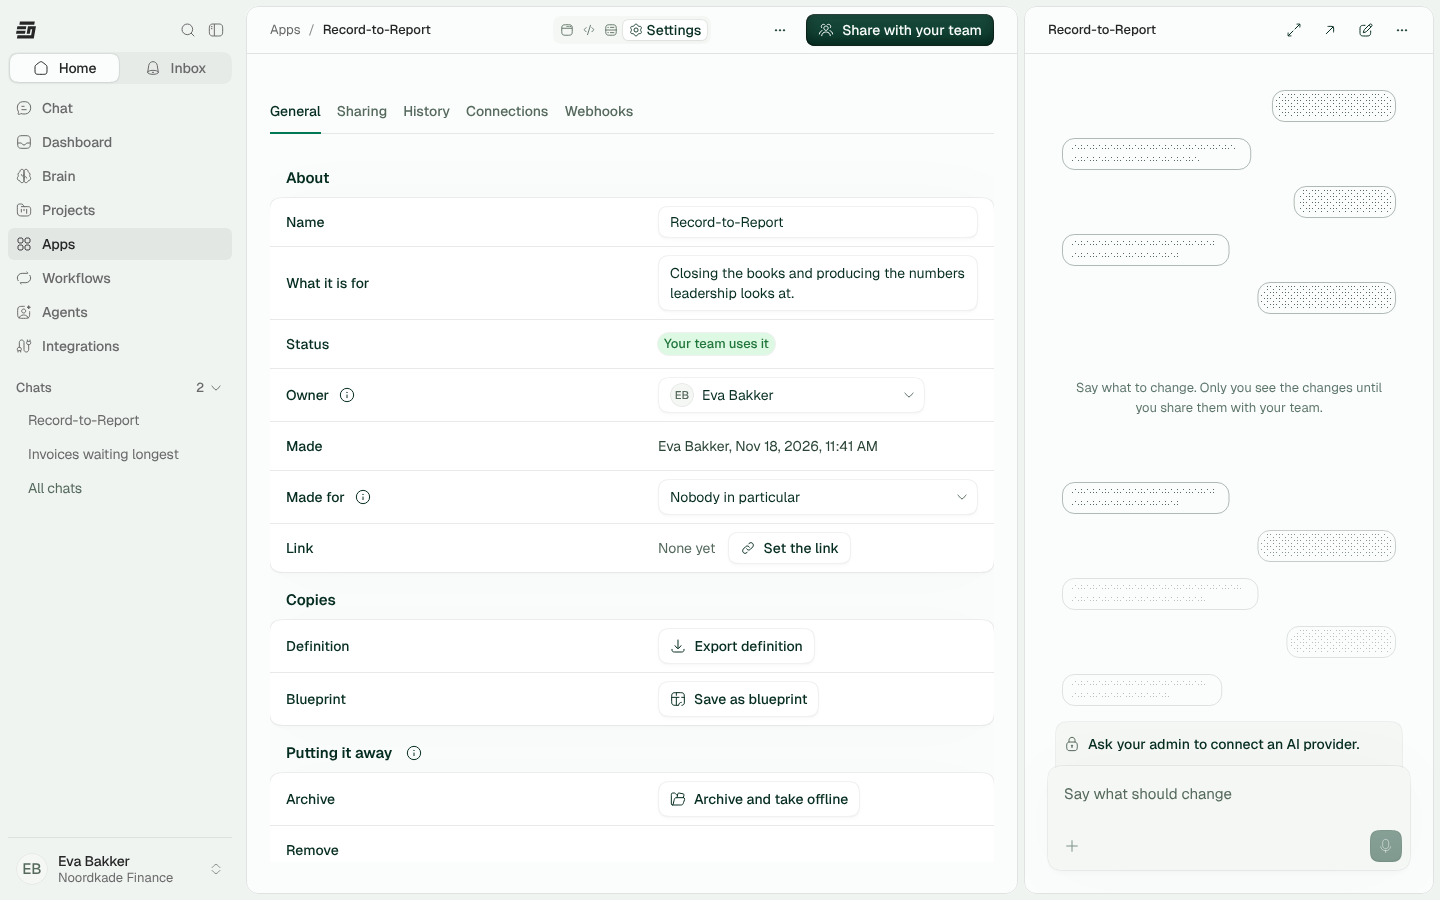 Home
Inbox
Chat
Dashboard
Brain
Projects
Apps
Workflows
Agents
Integrations
Chats 2
Record-to-Report
Invoices waiting longest
All chats
EB
Eva Bakker
Noordkade Finance
Apps / Record-to-Report
Settings
Share with your team
General
Sharing
History
Connections
Webhooks
About
Name
Record-to-Report
What it is for
Closing the books and producing the numbers
leadership looks at.
Status
Your team uses it
Owner
EB Eva Bakker
Made
Eva Bakker, Nov 18, 2026, 11:41 AM
Made for
Nobody in particular
Link
None yet
Set the link
Copies
Definition
Export definition
Blueprint
Save as blueprint
Putting it away
Archive
Archive and take offline
Remove
Record-to-Report
Say what to change. Only you see the changes until
you share them with your team.
Ask your admin to connect an AI provider.
Say what should change